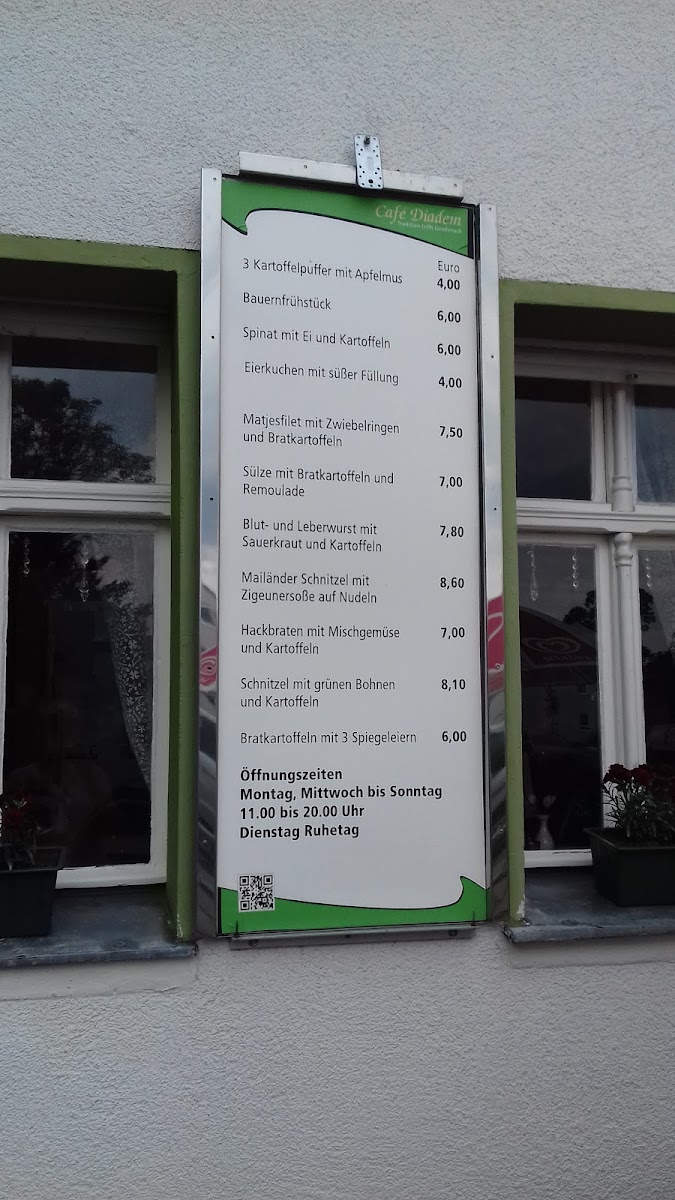 Café Diadem
Tradition trifft Geschmack
Euro
3 Kartoffelpuffer mit Apfelmus 4,00
Bauernfrühstück 6,00
Spinat mit Ei und Kartoffeln 6,00
Eierkuchen mit süßer Füllung 4,00
Matjesfilet mit Zwiebelringen 7,50
und Bratkartoffeln
Sülze mit Bratkartoffeln und 7,00
Remoulade
Blut- und Leberwurst mit 7,80
Sauerkraut und Kartoffeln
Mailänder Schnitzel mit 8,60
Zigeunersoße auf Nudeln
Hackbraten mit Mischgemüse 7,00
und Kartoffeln
Schnitzel mit grünen Bohnen 8,10
und Kartoffeln
Bratkartoffeln mit 3 Spiegeleiern 6,00
Öffnungszeiten
Montag, Mittwoch bis Sonntag
11.00 bis 20.00 Uhr
Dienstag Ruhetag